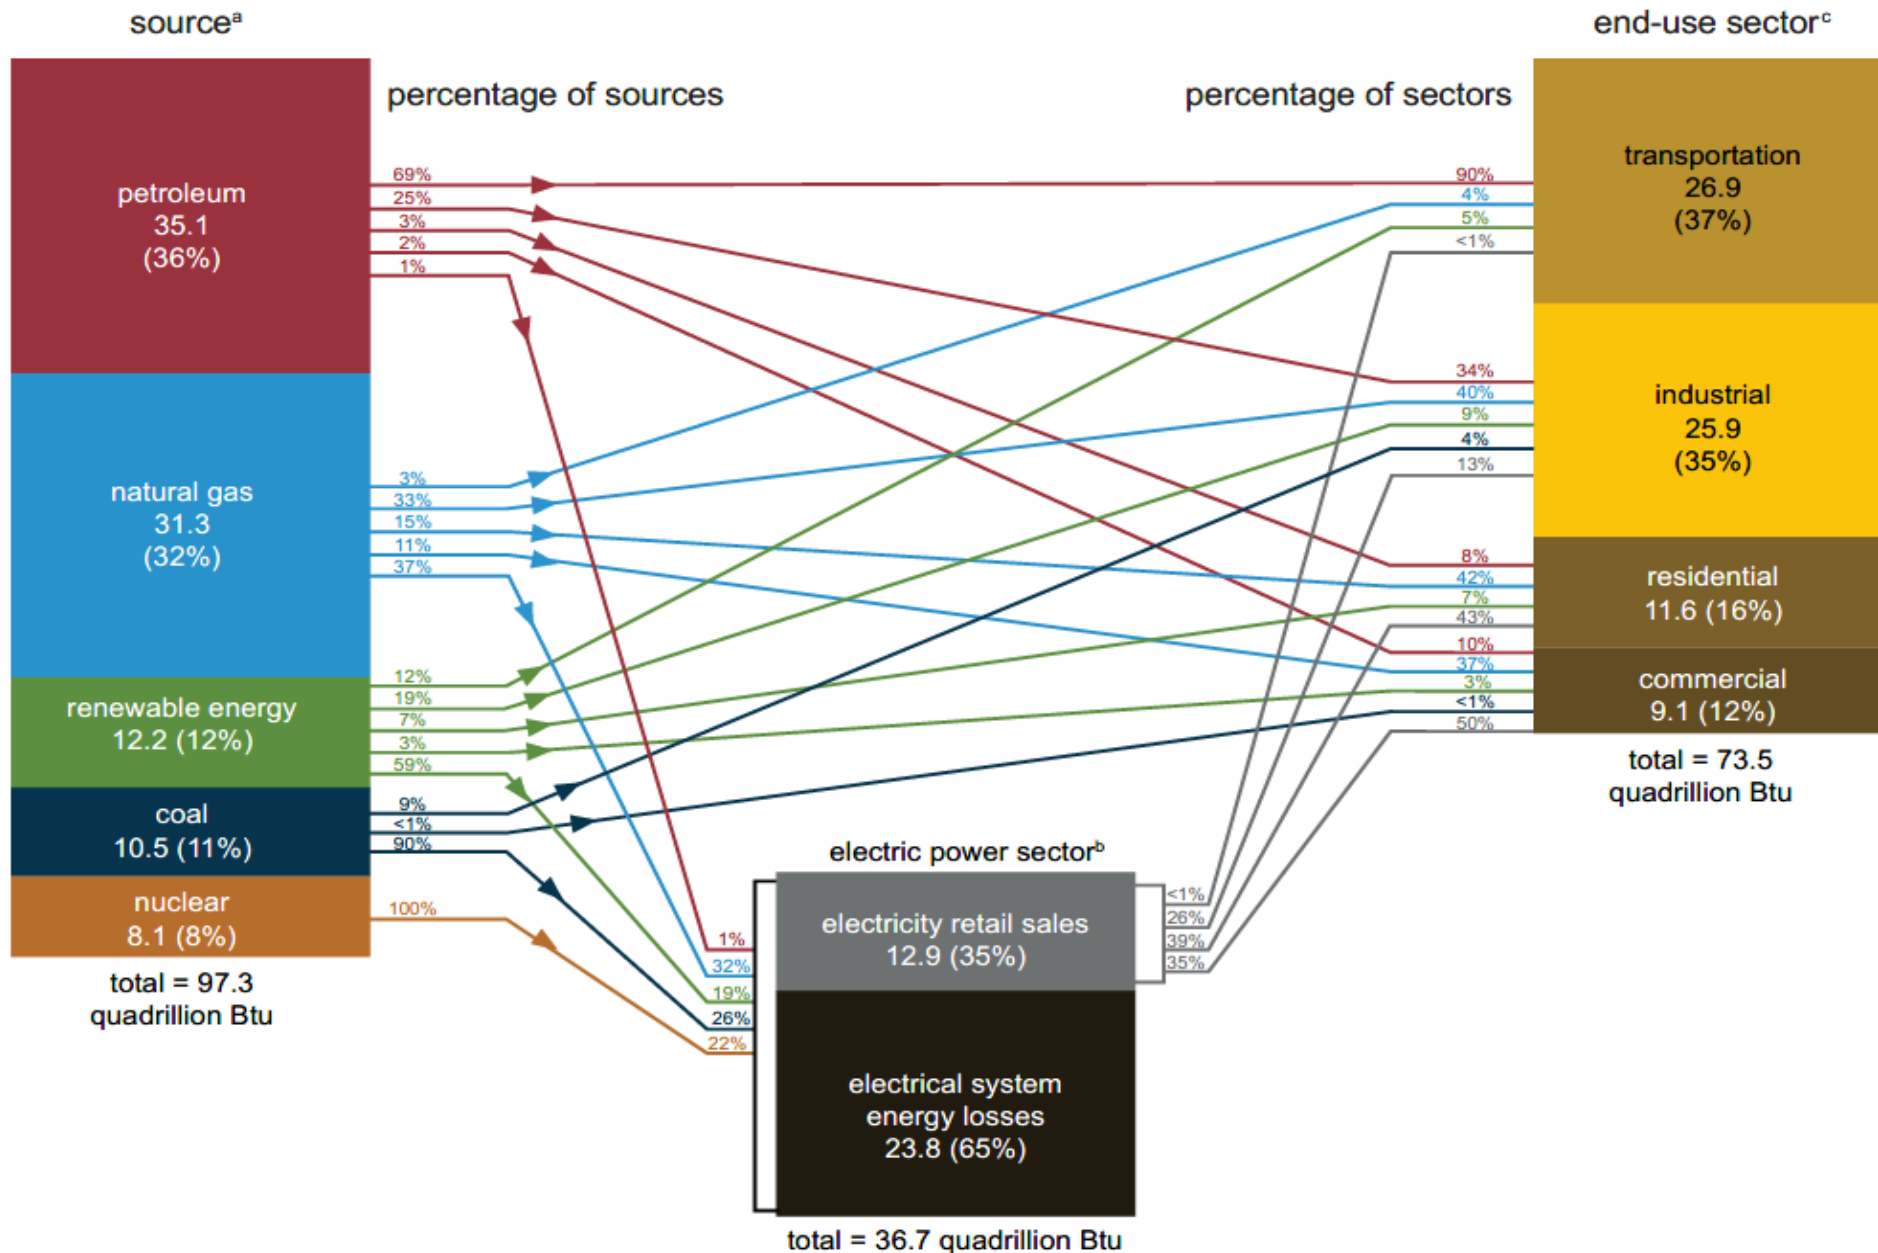 sourceᵃ
end-use sectorᶜ
percentage of sources
percentage of sectors
petroleum
35.1
(36%)
69%
25%
3%
2%
1%
natural gas
31.3
(32%)
3%
33%
15%
11%
37%
renewable energy
12.2 (12%)
12%
19%
7%
3%
59%
coal
10.5 (11%)
9%
<1%
90%
nuclear
8.1 (8%)
100%
total = 97.3
quadrillion Btu
electric power sectorᵇ
1%
32%
19%
26%
22%
electricity retail sales
12.9 (35%)
electrical system
energy losses
23.8 (65%)
total = 36.7 quadrillion Btu
<1%
26%
39%
35%
90%
4%
5%
<1%
transportation
26.9
(37%)
34%
40%
9%
4%
13%
industrial
25.9
(35%)
8%
42%
7%
43%
residential
11.6 (16%)
10%
37%
3%
<1%
50%
commercial
9.1 (12%)
total = 73.5
quadrillion Btu